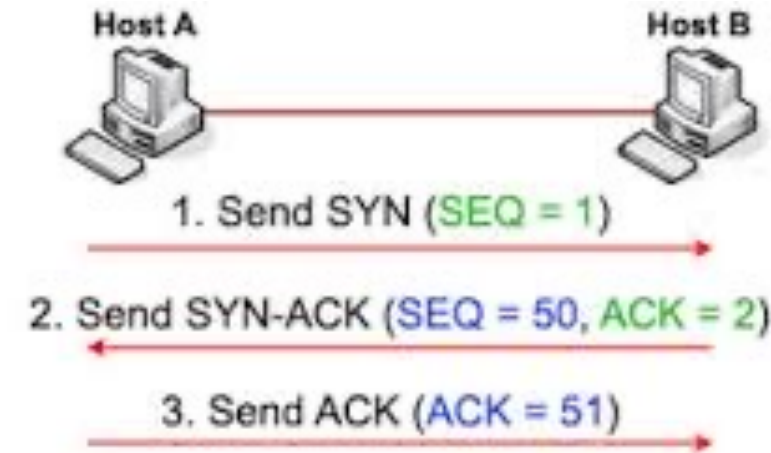 Host A
Host B
1. Send SYN (SEQ = 1)
2. Send SYN-ACK (SEQ = 50, ACK = 2)
3. Send ACK (ACK = 51)